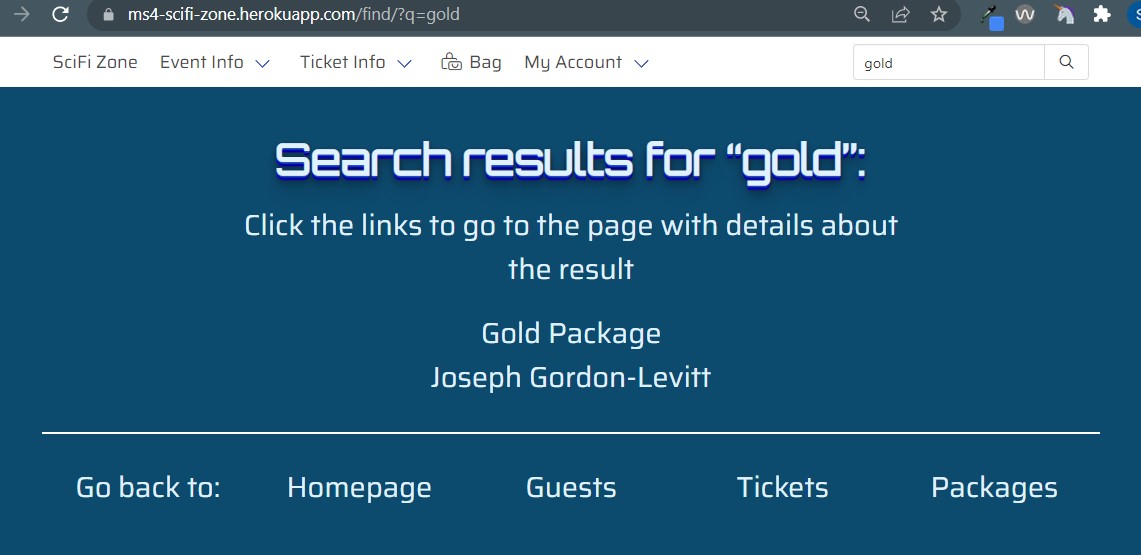 ms4-scifi-zone.herokuapp.com/find/?q=gold
SciFi Zone Event Info Ticket Info Bag My Account gold
Search results for “gold”:
Click the links to go to the page with details about
the result
Gold Package
Joseph Gordon-Levitt
Go back to: Homepage Guests Tickets Packages